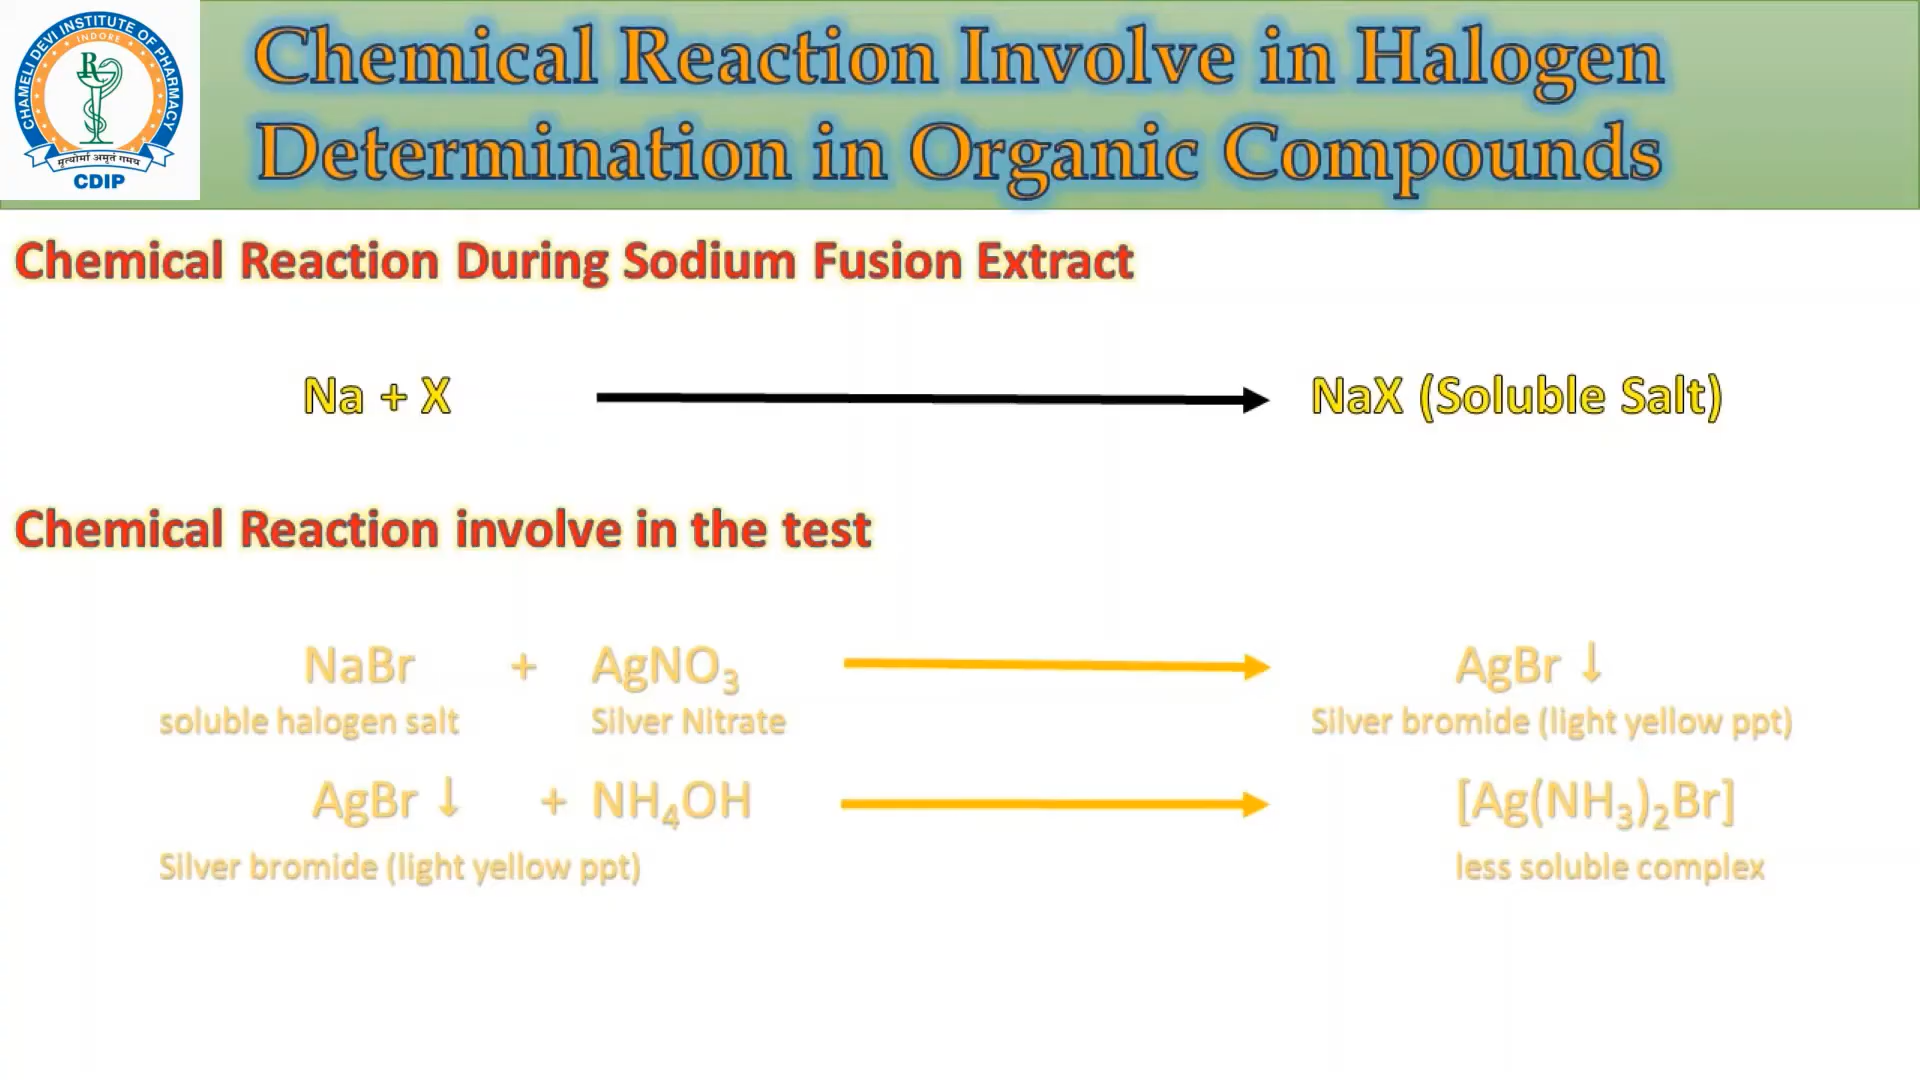 CHAMELI DEVI INSTITUTE OF PHARMACY
INDORE
R
मृत्योर्मा अमृतं गमय
CDIP
Chemical Reaction Involve in Halogen
Determination in Organic Compounds
Chemical Reaction During Sodium Fusion Extract
Na + X NaX (Soluble Salt)
Chemical Reaction involve in the test
NaBr + AgNO₃ AgBr ↓
soluble halogen salt Silver Nitrate Silver bromide (light yellow ppt)
AgBr ↓ + NH₄OH [Ag(NH₃)₂Br]
Silver bromide (light yellow ppt) less soluble complex